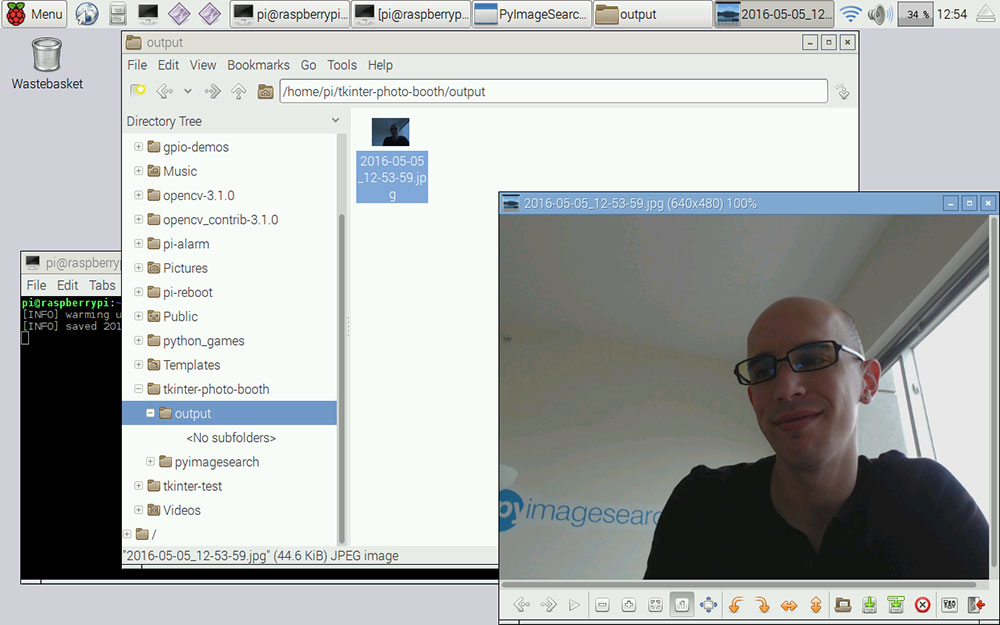 Menu
pi@raspberrypi...
[pi@raspberryp...
PyImageSearc...
output
2016-05-05_12...
34 %
12:54
Wastebasket
output
File Edit View Bookmarks Go Tools Help
/home/pi/tkinter-photo-booth/output
Directory Tree
gpio-demos
Music
opencv-3.1.0
opencv_contrib-3.1.0
pi-alarm
Pictures
pi-reboot
Public
python_games
Templates
tkinter-photo-booth
output
<No subfolders>
pyimagesearch
tkinter-test
Videos
/
"2016-05-05_12-53-59.jpg" (44.6 KiB) JPEG image
2016-05-05
_12-53-59.jp
g
pi@raspberryp
File Edit Tabs
pi@raspberrypi:
[INFO] warming u
[INFO] saved 201
2016-05-05_12-53-59.jpg (640x480) 100%
pyimagesearc